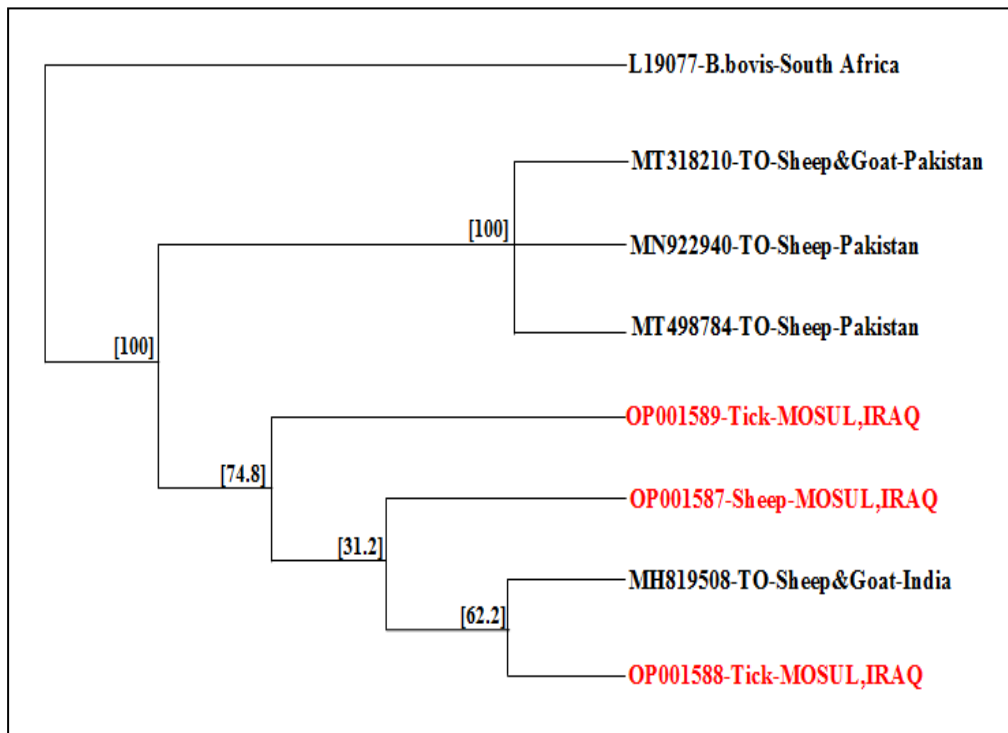 L19077-B.bovis-South Africa
MT318210-TO-Sheep&Goat-Pakistan
[100]
MN922940-TO-Sheep-Pakistan
MT498784-TO-Sheep-Pakistan
[100]
OP001589-Tick-MOSUL,IRAQ
[74.8]
OP001587-Sheep-MOSUL,IRAQ
[31.2]
MH819508-TO-Sheep&Goat-India
[62.2]
OP001588-Tick-MOSUL,IRAQ